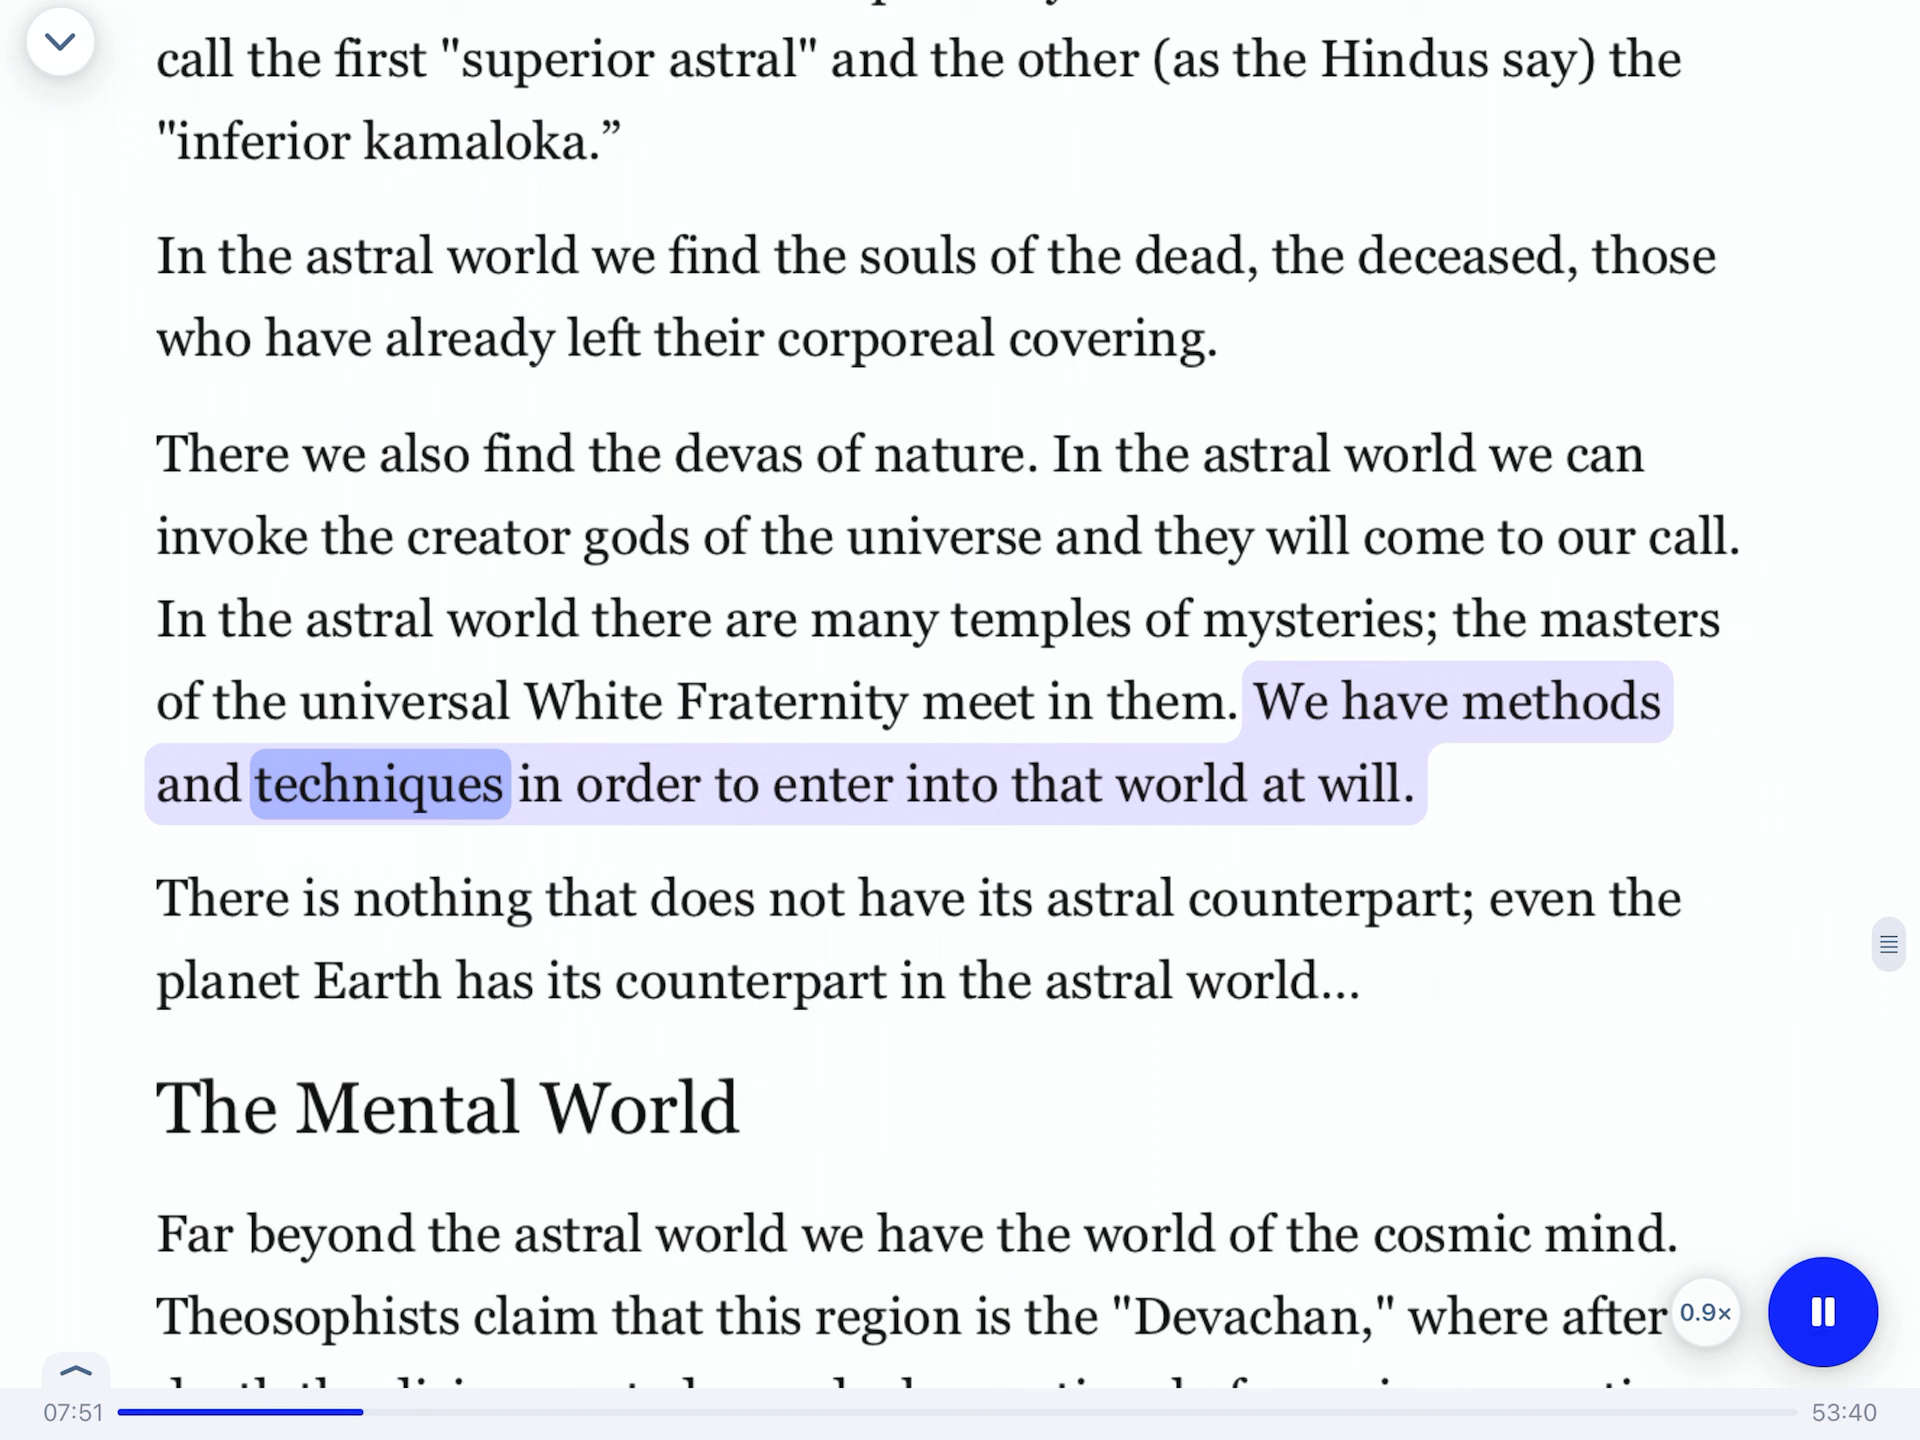 call the first "superior astral" and the other (as the Hindus say) the
"inferior kamaloka.”
In the astral world we find the souls of the dead, the deceased, those
who have already left their corporeal covering.
There we also find the devas of nature. In the astral world we can
invoke the creator gods of the universe and they will come to our call.
In the astral world there are many temples of mysteries; the masters
of the universal White Fraternity meet in them. We have methods
and techniques in order to enter into that world at will.
There is nothing that does not have its astral counterpart; even the
planet Earth has its counterpart in the astral world...
The Mental World
Far beyond the astral world we have the world of the cosmic mind.
Theosophists claim that this region is the "Devachan," where after
0.9×
07:51
53:40